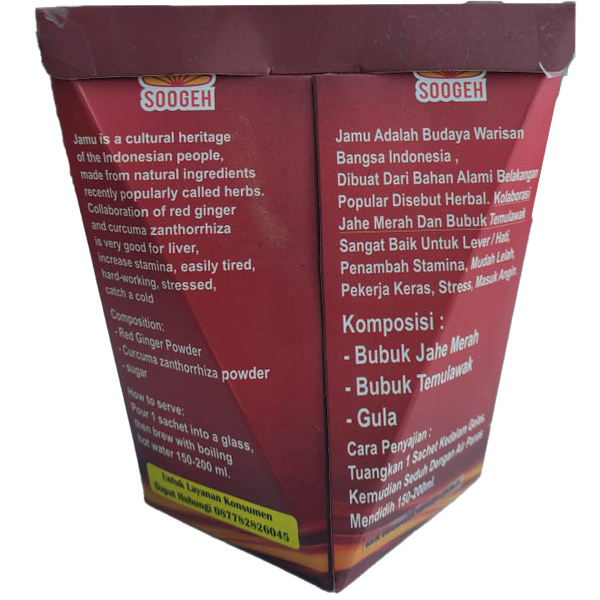 SOOGEH
Jamu is a cultural heritage
of the Indonesian people,
made from natural ingredients
recently popularly called herbs.
Collaboration of red ginger
and curcuma zanthorrhiza
is very good for liver,
increase stamina, easily tired,
hard-working, stressed,
catch a cold
Composition:
- Red Ginger Powder
- Curcuma zanthorrhiza powder
- sugar
How to serve:
Pour 1 sachet into a glass,
then brew with boiling
hot water 150-200 ml.
Untuk Layanan Konsumen
Dapat Hubungi 087782826045
SOOGEH
Jamu Adalah Budaya Warisan
Bangsa Indonesia ,
Dibuat Dari Bahan Alami Belakangan
Popular Disebut Herbal. Kolaborasi
Jahe Merah Dan Bubuk Temulawak
Sangat Baik Untuk Lever / Hati,
Penambah Stamina, Mudah Lelah,
Pekerja Keras, Stress, Masuk Angin.
Komposisi :
- Bubuk Jahe Merah
- Bubuk Temulawak
- Gula
Cara Penyajian :
Tuangkan 1 Sachet Kedalam Gelas,
Kemudian Seduh Dengan Air Panas
Mendidih 150-200ml.